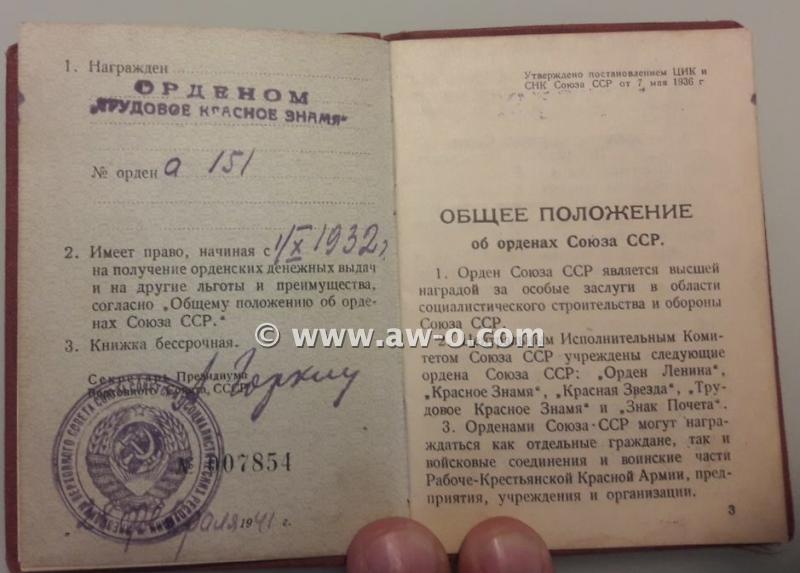 1. Награжден
ОРДЕНОМ
„ТРУДОВОЕ КРАСНОЕ ЗНАМЯ“
№ орден а 151
2. Имеет право, начиная с 1/X 1932 г.
на получение орденских денежных выдач
и на другие льготы и преимущества,
согласно „Общему положению об орде-
нах Союза ССР.“
3. Книжка бессрочная.
Секретарь Президиума
Верховного Совета СССР
Горкин
№ 007854
февраля 1941 г.
Утверждено постановлением ЦИК и
СНК Союза ССР от 7 мая 1936 г
ОБЩЕЕ ПОЛОЖЕНИЕ
об орденах Союза ССР.
1. Орден Союза ССР является высшей
наградой за особые заслуги в области
социалистического строительства и обороны
Союза ССР.
Исполнительным Коми-
тетом Союза ССР учреждены следующие
ордена Союза ССР: „Орден Ленина“,
„Красное Знамя“, „Красная Звезда“, „Тру-
довое Красное Знамя“ и „Знак Почета“.
3. Орденами Союза ССР могут награ-
ждаться как отдельные граждане, так и
войсковые соединения и воинские части
Рабоче-Крестьянской Красной Армии, пред-
приятия, учреждения и организации.
3
© www.aw-o.com